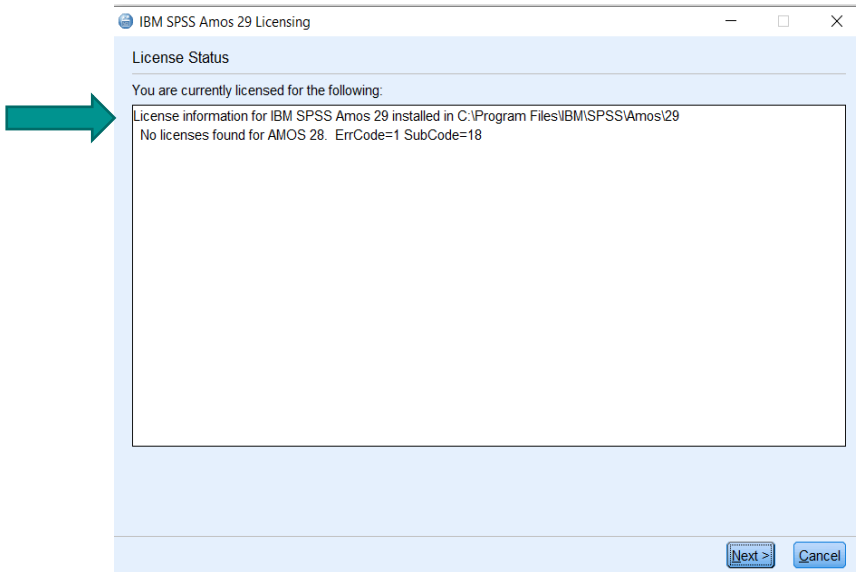 IBM SPSS Amos 29 Licensing
License Status
You are currently licensed for the following:
License information for IBM SPSS Amos 29 installed in C:\Program Files\IBM\SPSS\Amos\29
No licenses found for AMOS 28. ErrCode=1 SubCode=18
Next >
Cancel